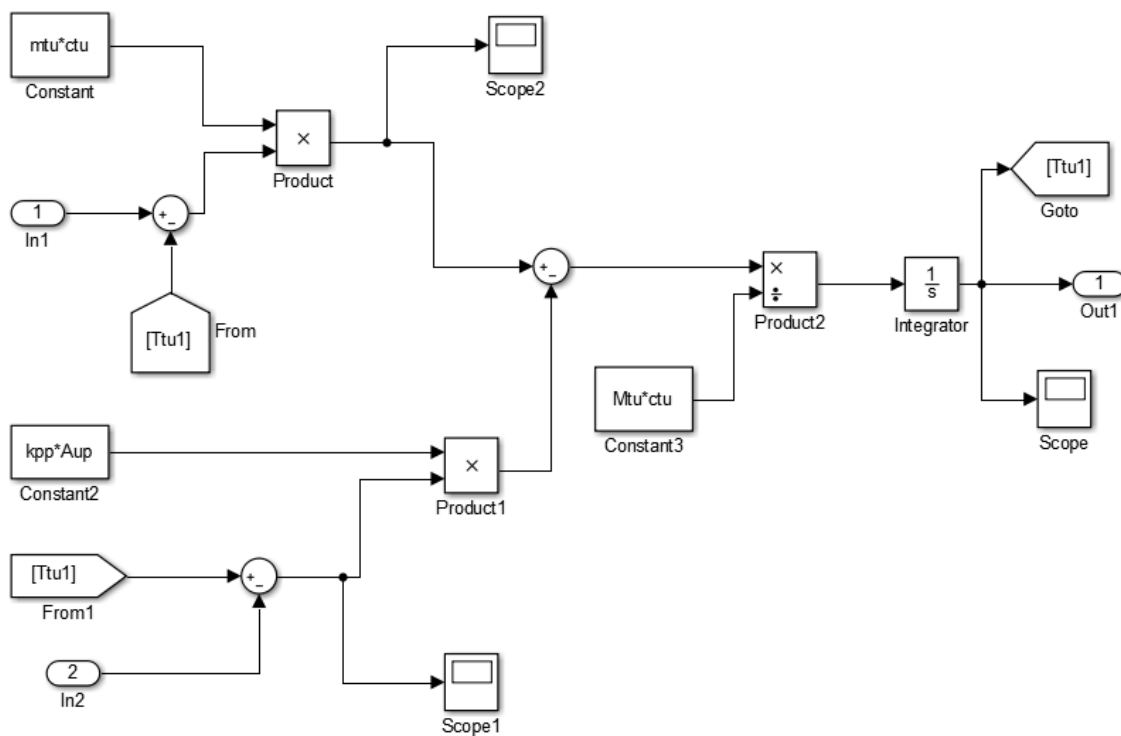 mtu*ctu
Constant
Scope2
×
Product
1
In1
+
−
[Ttu1]
From
[Ttu1]
Goto
+
−
×
÷
Product2
1
s
Integrator
1
Out1
Mtu*ctu
Constant3
Scope
kpp*Aup
Constant2
×
Product1
[Ttu1]
From1
+
−
2
In2
Scope1